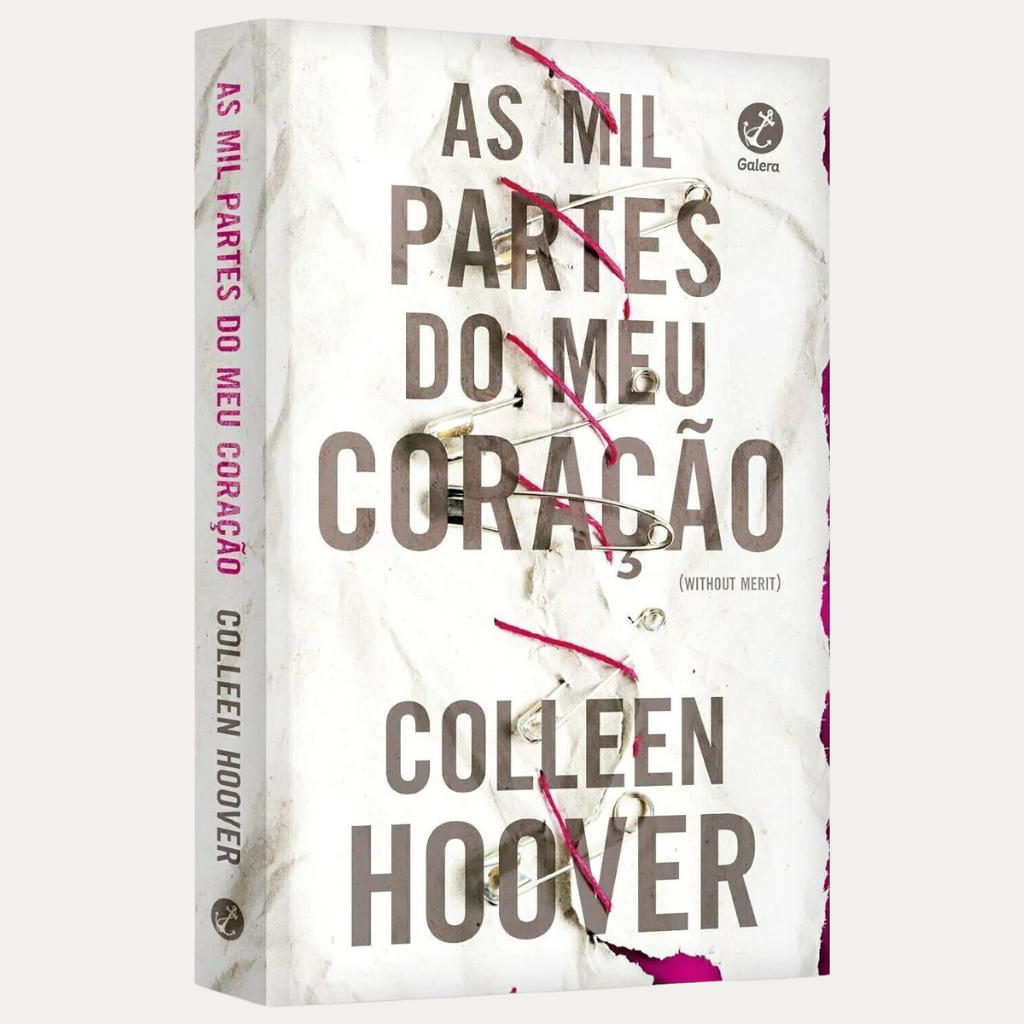 AS MIL PARTES DO MEU CORAÇÃO COLLEEN HOOVER
AS MIL
PARTES
DO MEU
CORAÇÃO
(WITHOUT MERIT)
COLLEEN
HOOVER
Galera